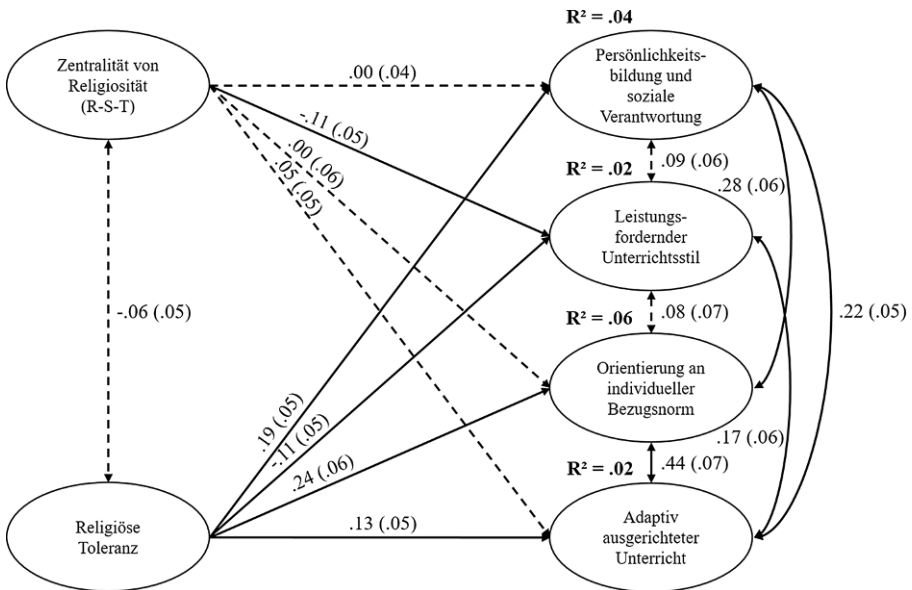 R² = .04
Zentralität von
Religiosität
(R-S-T)
.00 (.04)
Persönlichkeits-
bildung und
soziale
Verantwortung
-.11 (.05)
.00 (.06)
.05 (.05)
R² = .02
.09 (.06)
.28 (.06)
Leistungs-
fordernder
Unterrichtsstil
-.06 (.05)
R² = .06
.08 (.07)
.22 (.05)
Orientierung an
individueller
Bezugsnorm
.19 (.05)
-.11 (.05)
.24 (.06)
R² = .02
.44 (.07)
.17 (.06)
Religiöse
Toleranz
.13 (.05)
Adaptiv
ausgerichteter
Unterricht